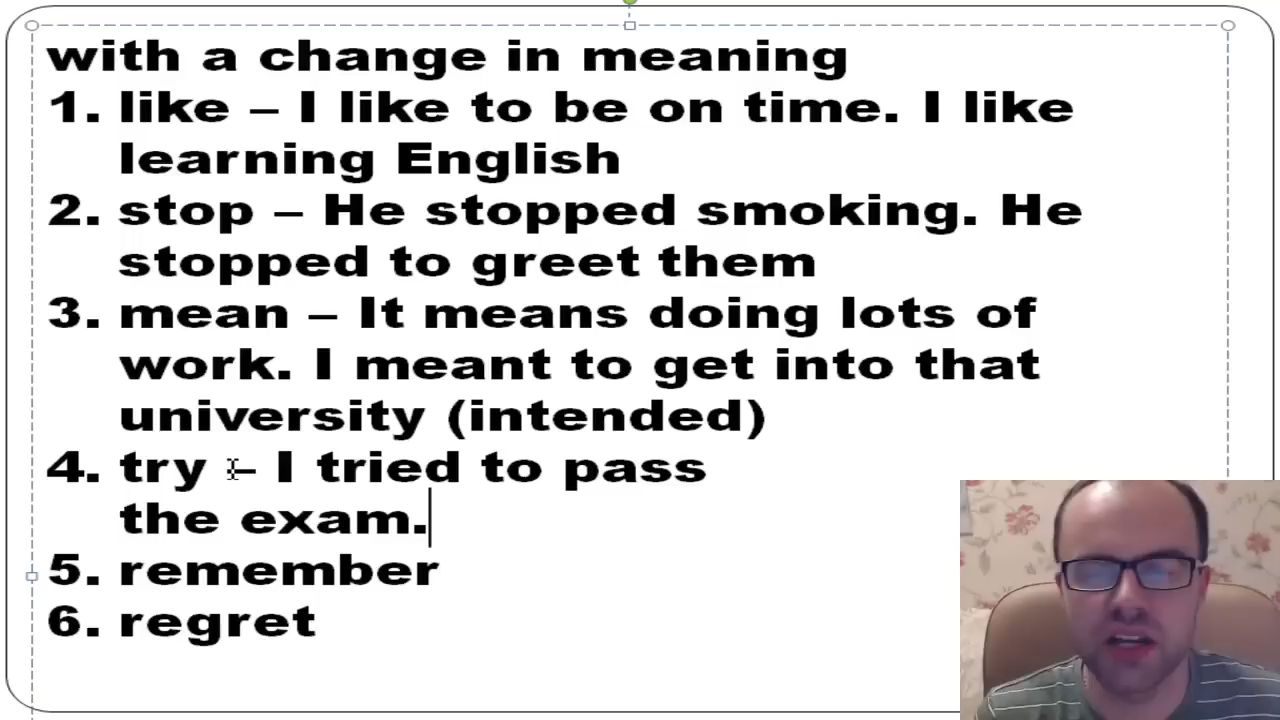 with a change in meaning
1. like – I like to be on time. I like
learning English
2. stop – He stopped smoking. He
stopped to greet them
3. mean – It means doing lots of
work. I meant to get into that
university (intended)
4. try – I tried to pass
the exam.
5. remember
6. regret